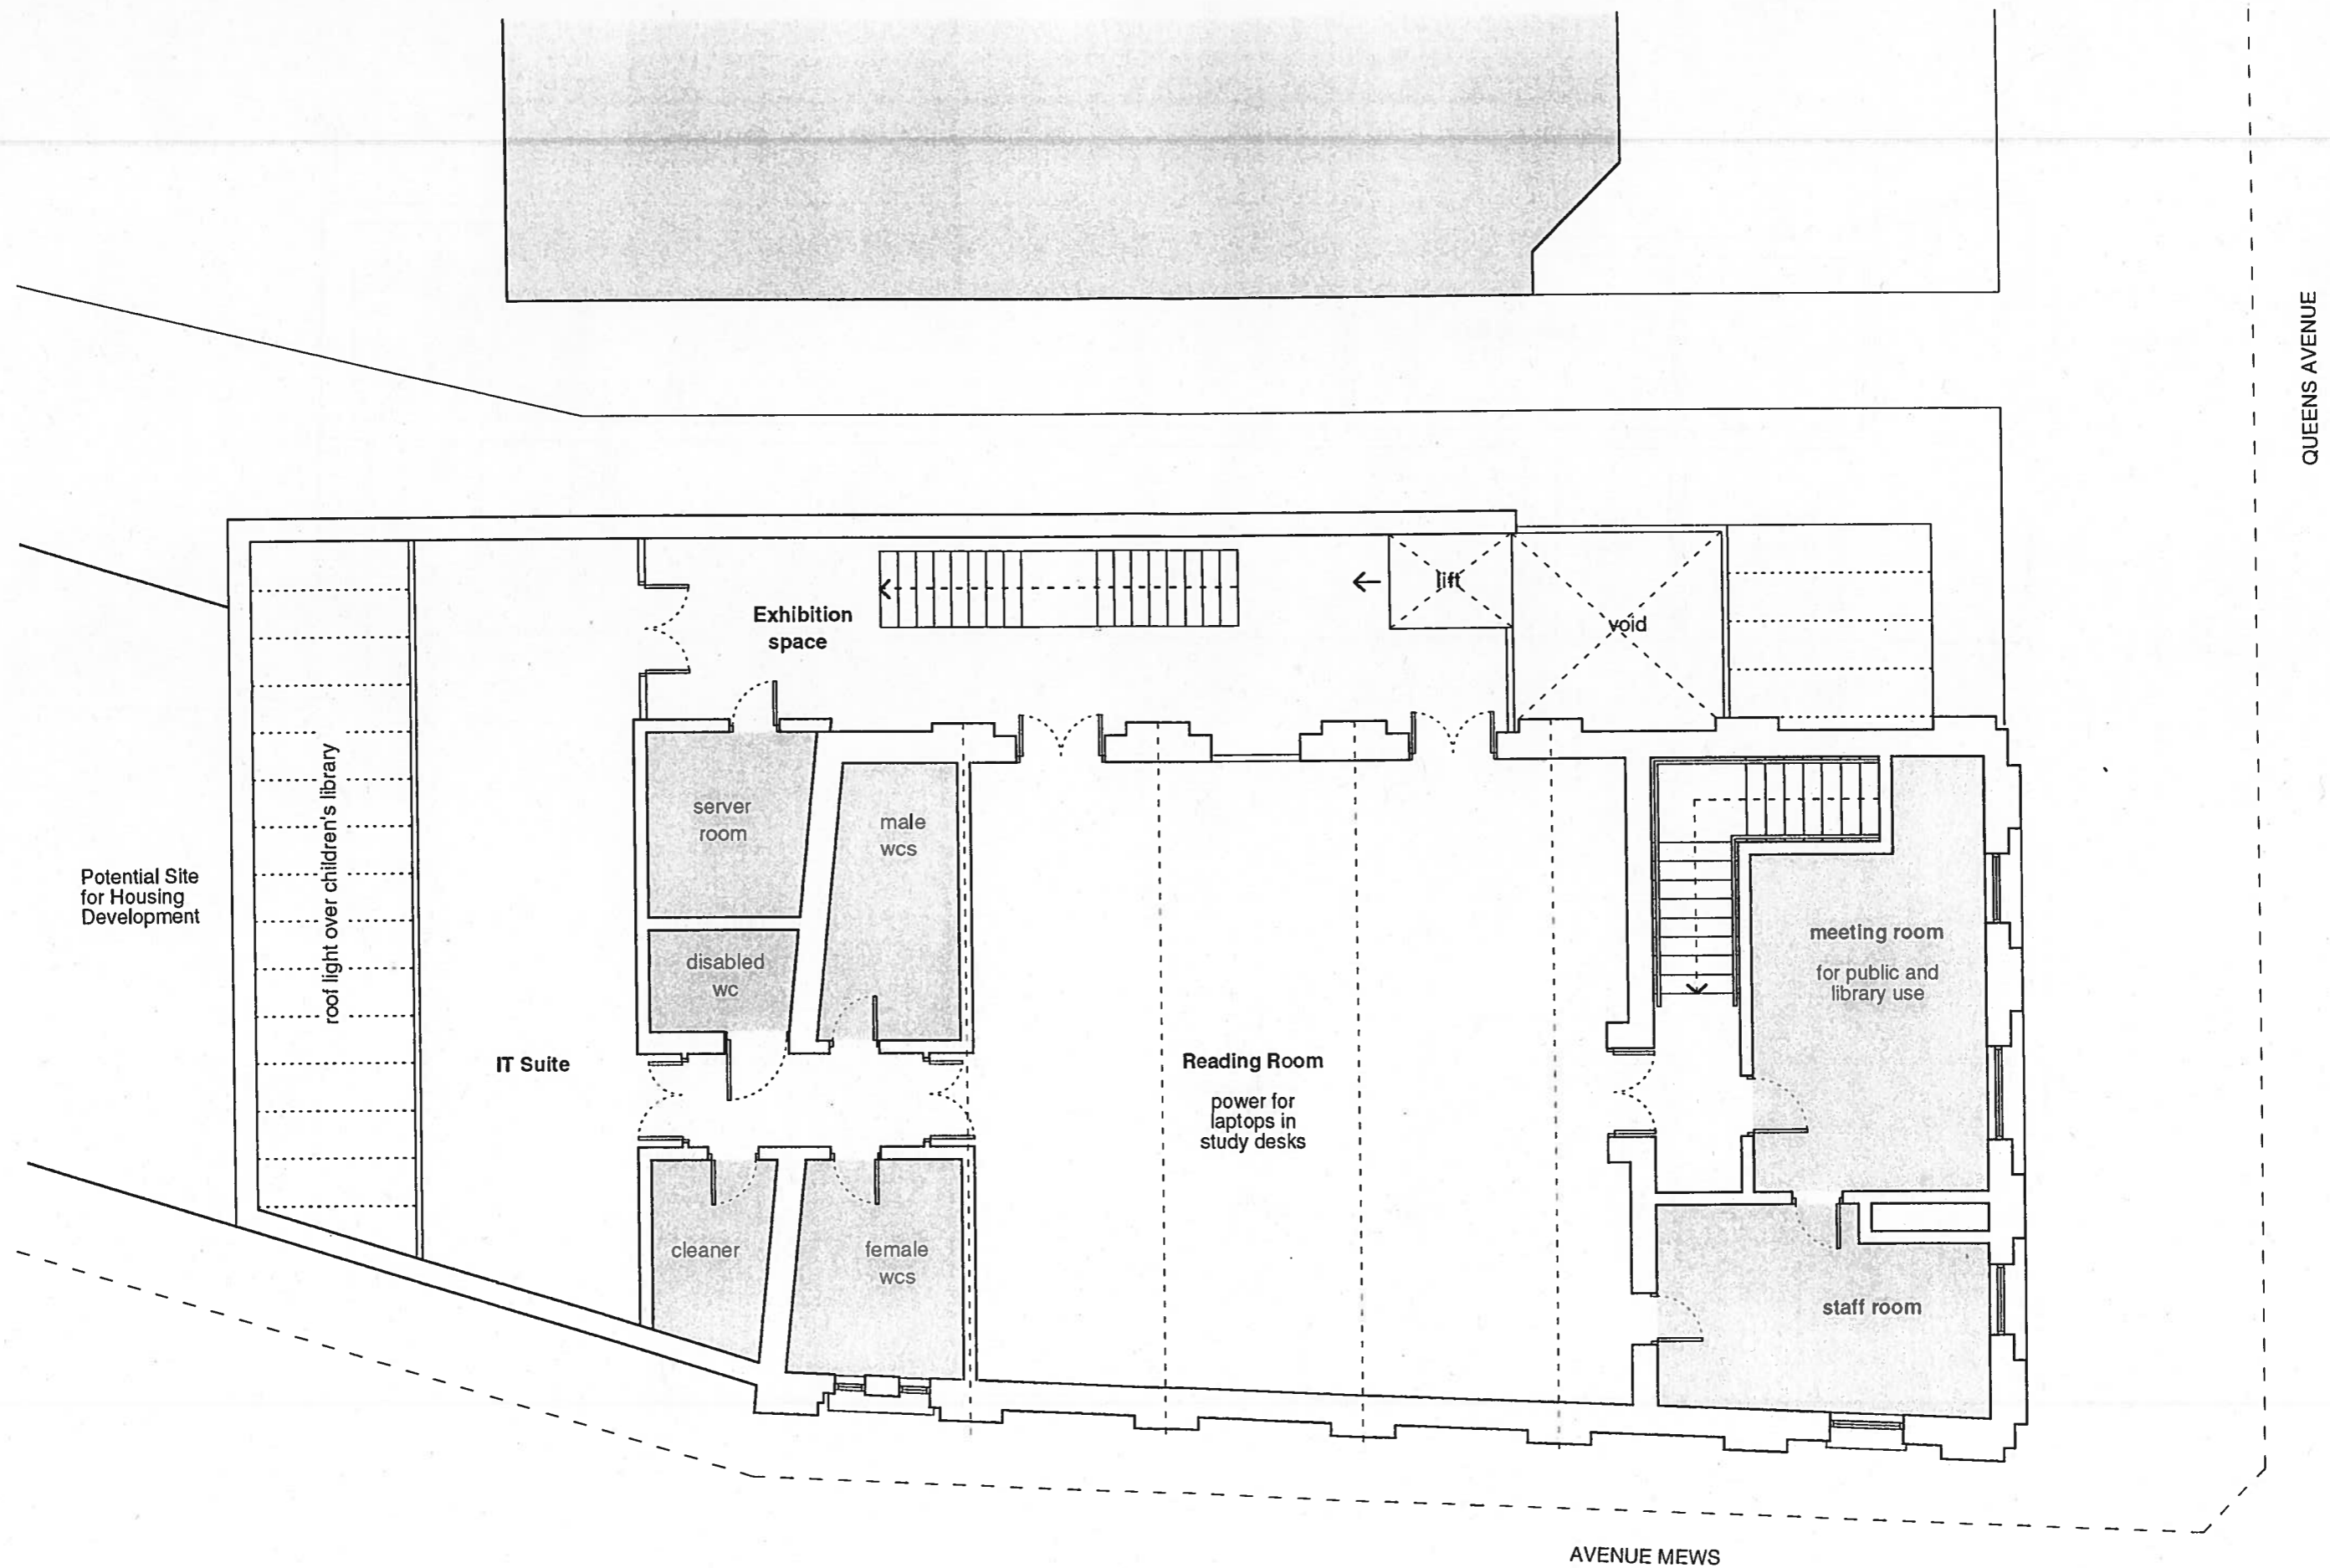 QUEENS AVENUE
Exhibition
space
lift
void
roof light over children's library
server
room
male
wcs
Potential Site
for Housing
Development
meeting room
for public and
library use
disabled
wc
IT Suite
Reading Room
power for
laptops in
study desks
cleaner
female
wcs
staff room
AVENUE MEWS